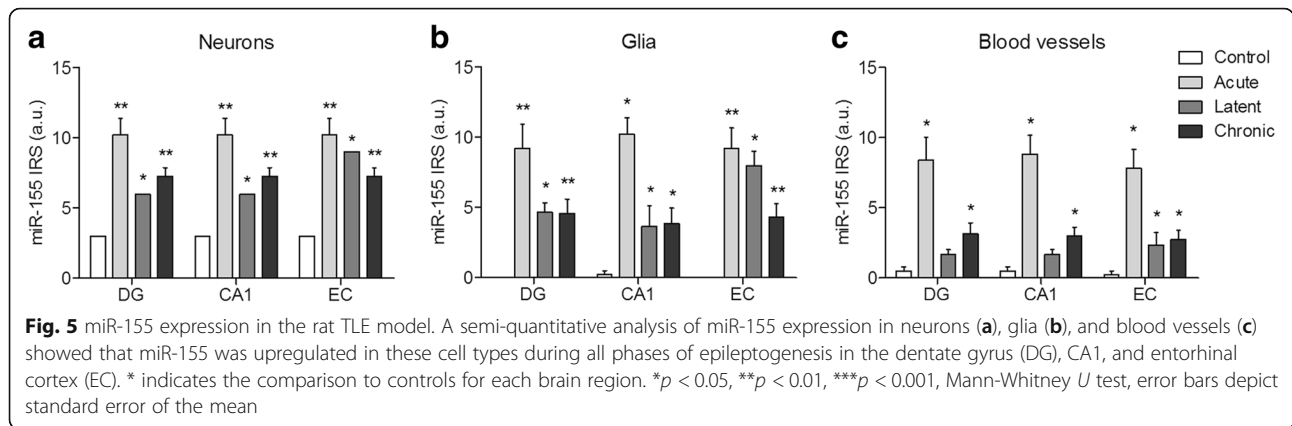 a
Neurons
miR-155 IRS (a.u.)
15
10
5
0
** * **
** * **
** * **
DG CA1 EC
b
Glia
miR-155 IRS (a.u.)
15
10
5
0
** * **
* * *
** * **
DG CA1 EC
c
Blood vessels
miR-155 IRS (a.u.)
15
10
5
0
* *
* *
* * *
DG CA1 EC
Control
Acute
Latent
Chronic
Fig. 5 miR-155 expression in the rat TLE model. A semi-quantitative analysis of miR-155 expression in neurons (a), glia (b), and blood vessels (c)
showed that miR-155 was upregulated in these cell types during all phases of epileptogenesis in the dentate gyrus (DG), CA1, and entorhinal
cortex (EC). * indicates the comparison to controls for each brain region. *p < 0.05, **p < 0.01, ***p < 0.001, Mann-Whitney U test, error bars depict
standard error of the mean